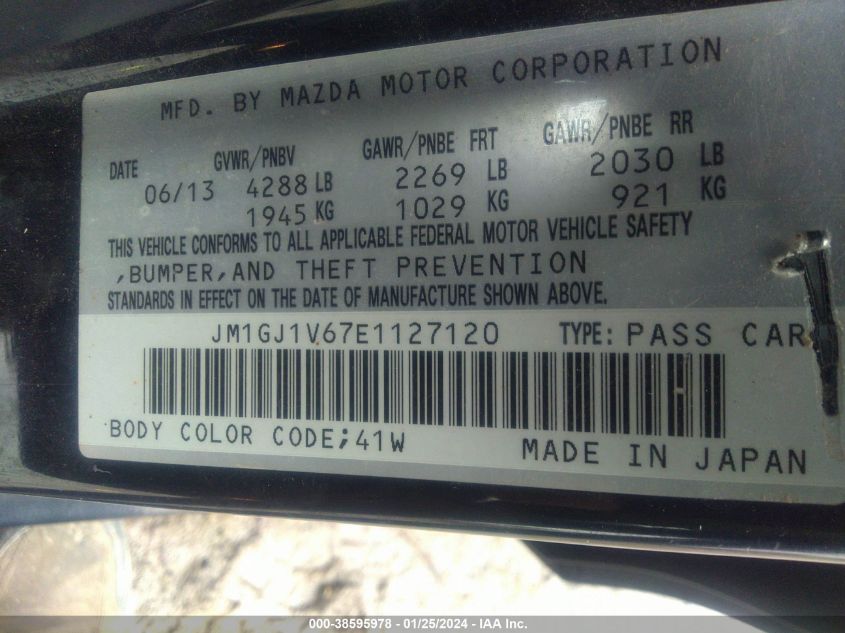 MFD. BY MAZDA MOTOR CORPORATION
DATE GVWR/PNBV GAWR/PNBE FRT GAWR/PNBE RR
06/13 4288 LB 2269 LB 2030 LB
1945 KG 1029 KG 921 KG
THIS VEHICLE CONFORMS TO ALL APPLICABLE FEDERAL MOTOR VEHICLE SAFETY
,BUMPER,AND THEFT PREVENTION
STANDARDS IN EFFECT ON THE DATE OF MANUFACTURE SHOWN ABOVE.
JM1GJ1V67E1127120 TYPE: PASS CAR
BODY COLOR CODE;41W MADE IN JAPAN
000-38595978 - 01/25/2024 - IAA Inc.